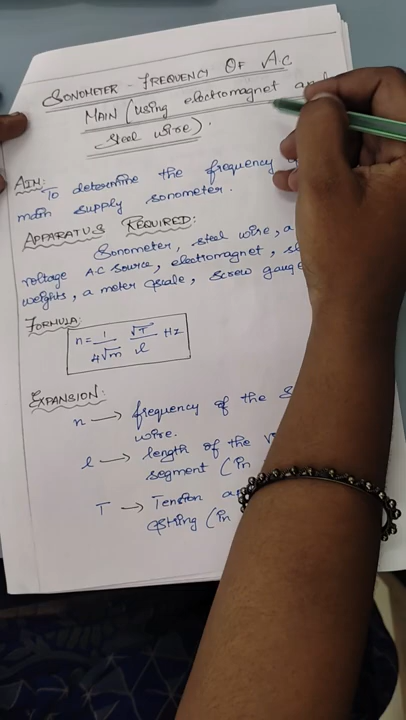 SONOMETER - FREQUENCY OF A.C
MAIN (using electromagnet and
steel wire).
AIM:
To determine the frequency
main supply sonometer.
APPARATUS REQUIRED:
Sonometer, steel wire, a
voltage A.C source, electromagnet,
weights, a meter scale, screw gauge
FORMULA:
n = 1/4√m √T/l Hz
EXPANSION:
n → frequency of the
wire.
l → length of the
segment (in
T → Tension
string (in